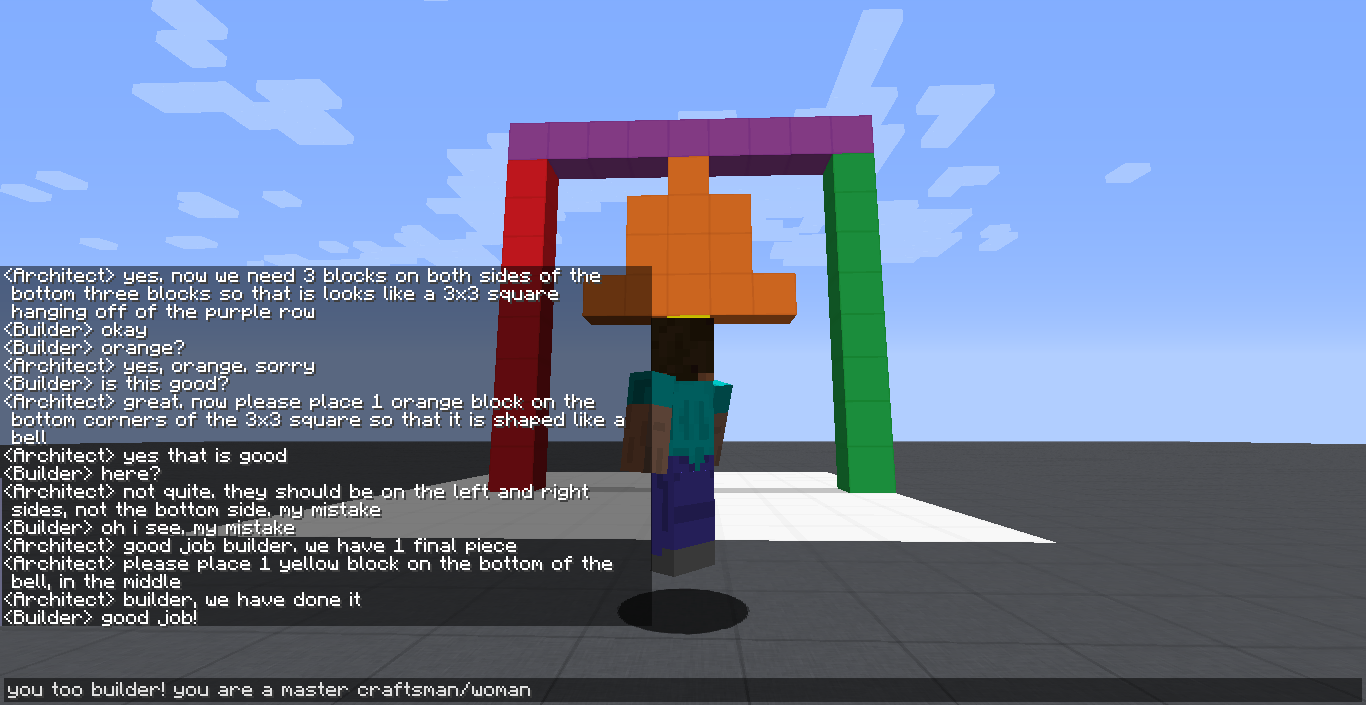 <Architect> yes. now we need 3 blocks on both sides of the
bottom three blocks so that is looks like a 3x3 square
hanging off of the purple row
<Builder> okay
<Builder> orange?
<Architect> yes, orange. sorry
<Builder> is this good?
<Architect> great. now please place 1 orange block on the
bottom corners of the 3x3 square so that it is shaped like a
bell
<Architect> yes that is good
<Builder> here?
<Architect> not quite. they should be on the left and right
sides, not the bottom side. my mistake
<Builder> oh i see. my mistake
<Architect> good job builder. we have 1 final piece
<Architect> please place 1 yellow block on the bottom of the
bell, in the middle
<Architect> builder, we have done it
<Builder> good job!
you too builder! you are a master craftsman/woman